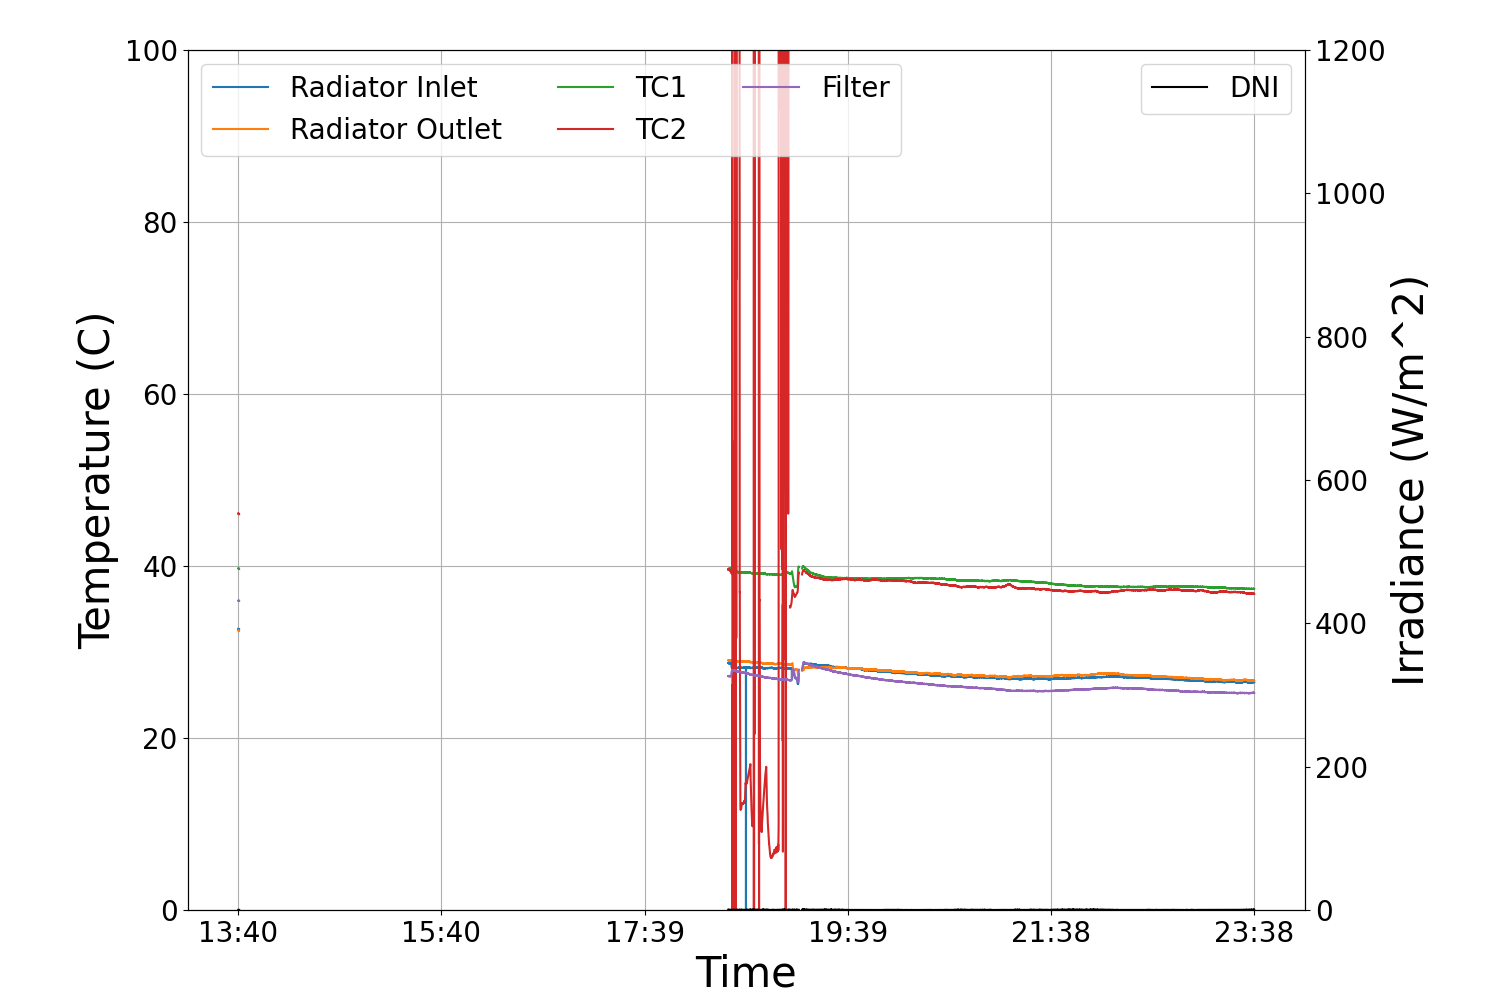 100
80
60
40
20
0
Temperature (C)
Radiator Inlet
Radiator Outlet
TC1
TC2
Filter
DNI
1200
1000
800
600
400
200
0
Irradiance (W/m^2)
13:40 15:40 17:39 19:39 21:38 23:38
Time